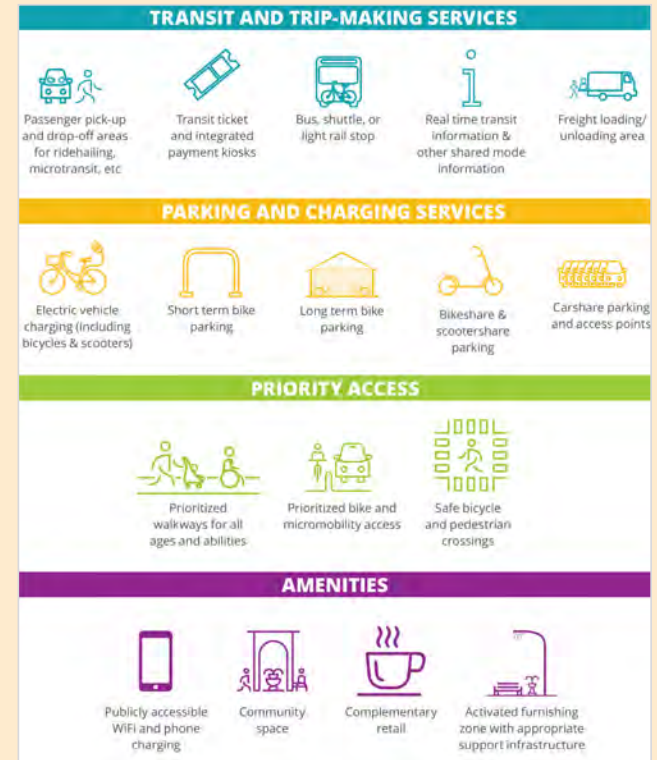 TRANSIT AND TRIP-MAKING SERVICES
Passenger pick-up
and drop-off areas
for ridehailing,
microtransit, etc
Transit ticket
and integrated
payment kiosks
Bus, shuttle, or
light rail stop
Real time transit
information &
other shared mode
information
Freight loading/
unloading area
PARKING AND CHARGING SERVICES
Electric vehicle
charging (including
bicycles & scooters)
Short term bike
parking
Long term bike
parking
Bikeshare &
scootershare
parking
Carshare parking
and access points
PRIORITY ACCESS
Prioritized
walkways for all
ages and abilities
Prioritized bike and
micromobility access
Safe bicycle
and pedestrian
crossings
AMENITIES
Publicly accessible
WiFi and phone
charging
Community
space
Complementary
retail
Activated furnishing
zone with appropriate
support infrastructure